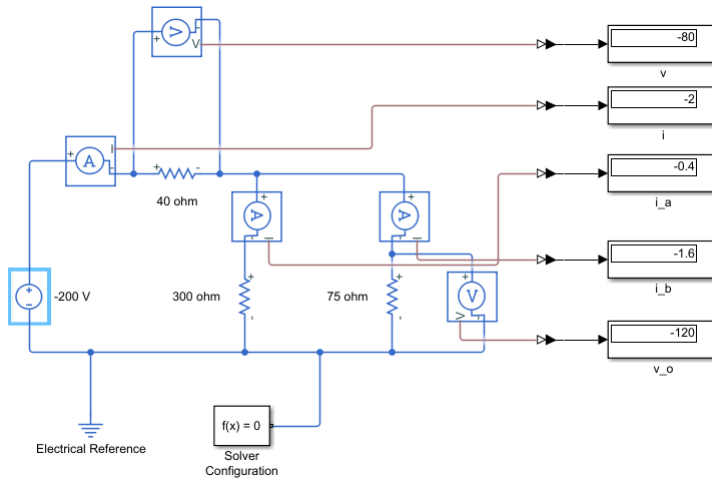 V
+
-
V
-80
v
-2
i
A
+
-
I
+
-
40 ohm
-0.4
i_a
A
+
-
I
A
+
-
I
-1.6
i_b
+
-
-200 V
300 ohm
+
-
75 ohm
+
-
V
+
-
V
-120
v_o
f(x) = 0
Electrical Reference
Solver
Configuration